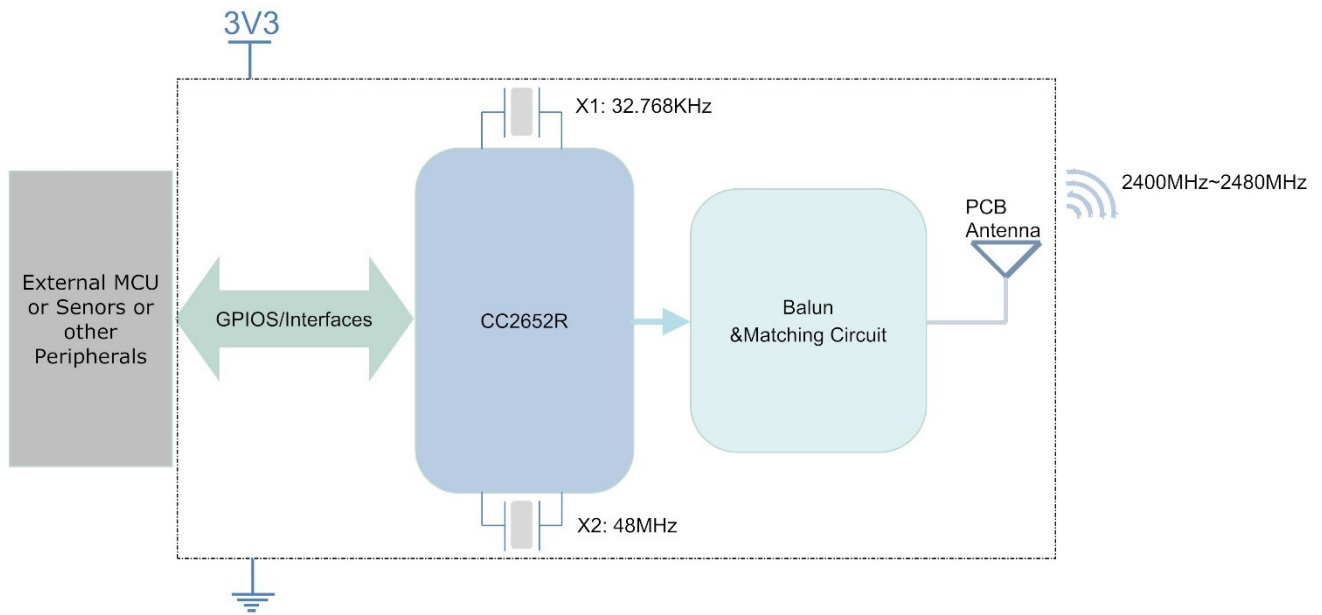 3V3
X1: 32.768KHz
2400MHz~2480MHz
PCB
Antenna
External MCU
or Senors or
other
Peripherals
GPIOS/Interfaces
CC2652R
Balun
&Matching Circuit
X2: 48MHz